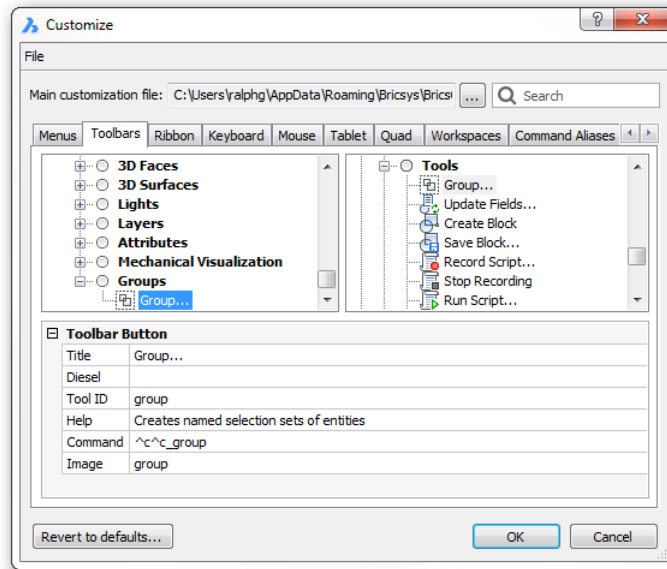 Customize
File
Main customization file: C:\Users\ralphg\AppData\Roaming\Bricsys\Brics ... Search
Menus Toolbars Ribbon Keyboard Mouse Tablet Quad Workspaces Command Aliases
3D Faces
3D Surfaces
Lights
Layers
Attributes
Mechanical Visualization
Groups
Group...
Tools
Group...
Update Fields...
Create Block
Save Block...
Record Script...
Stop Recording
Run Script...
Toolbar Button
Title Group...
Diesel
Tool ID group
Help Creates named selection sets of entities
Command ^c^c_group
Image group
Revert to defaults... OK Cancel